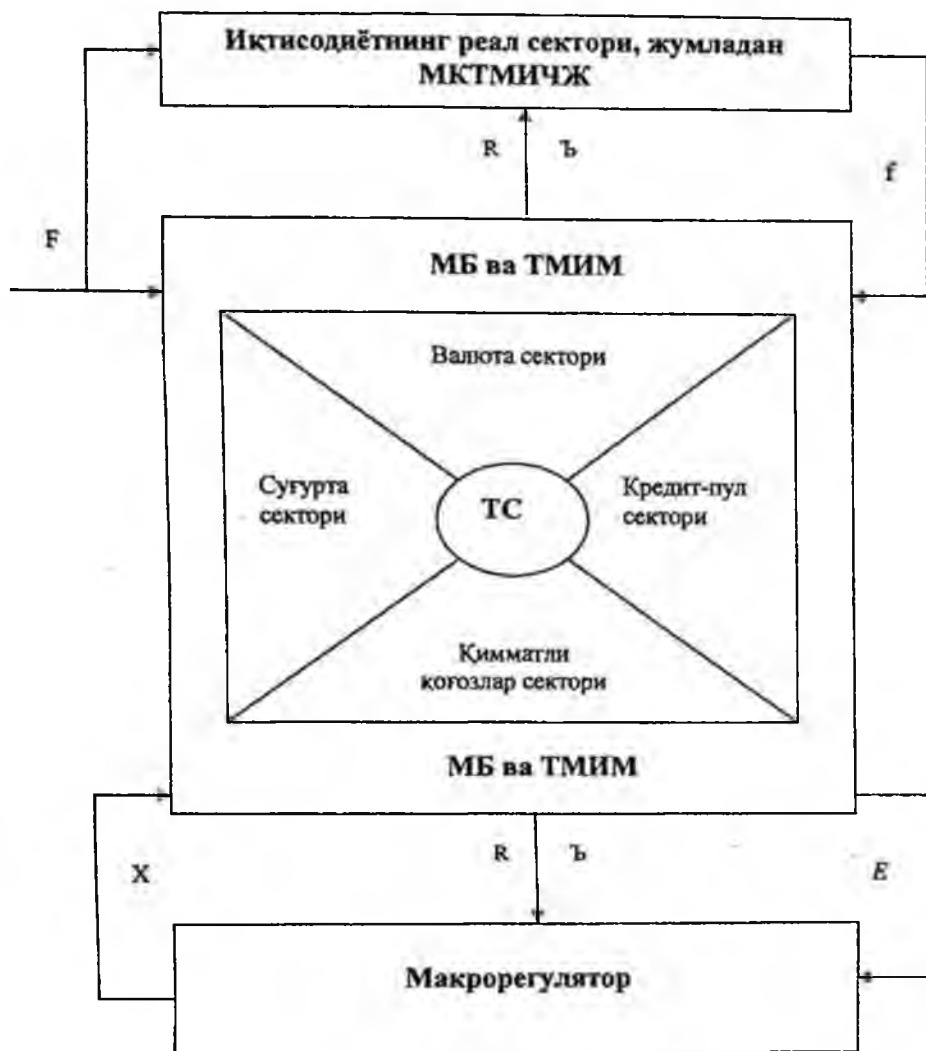 Иқтисодиётнинг реал сектори, жумладан
МКТМИЧЖ
R Ъ
f
F
МБ ва ТМИМ
Валюта сектори
Суғурта
сектори
ТС
Кредит-пул
сектори
Қимматли
қоғозлар сектори
МБ ва ТМИМ
R Ъ
X
E
Макрорегулятор